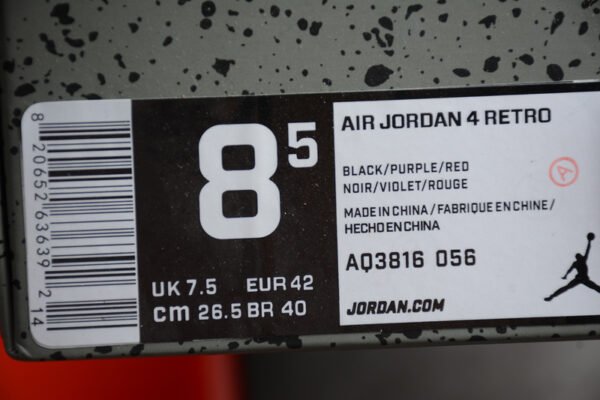 8 20652 63639 2 14
8 5
UK 7.5 EUR 42
cm 26.5 BR 40
AIR JORDAN 4 RETRO
BLACK/PURPLE/RED
NOIR/VIOLET/ROUGE
MADE IN CHINA/FABRIQUE EN CHINE/
HECHO EN CHINA
AQ3816 056
JORDAN.COM
A